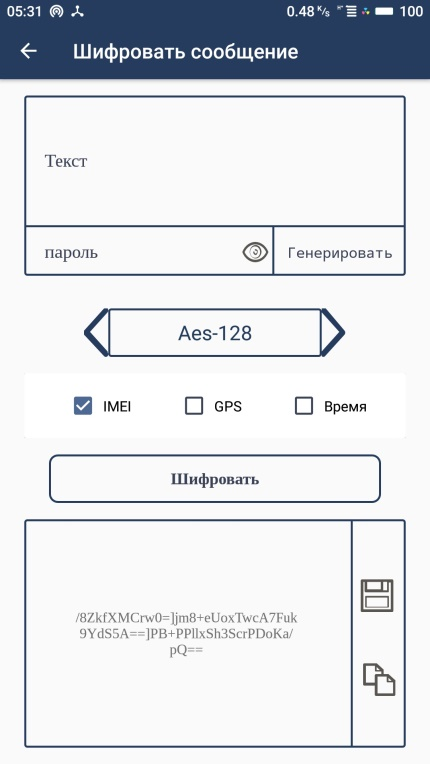 05:31 0.48 K/s H+ 100
Шифровать сообщение
Текст
пароль Генерировать
Aes-128
IMEI GPS Время
Шифровать
/8ZkfXMCrw0=]jm8+eUoxTwcA7Fuk
9YdS5A==]PB+PPllxSh3ScrPDoKa/
pQ==